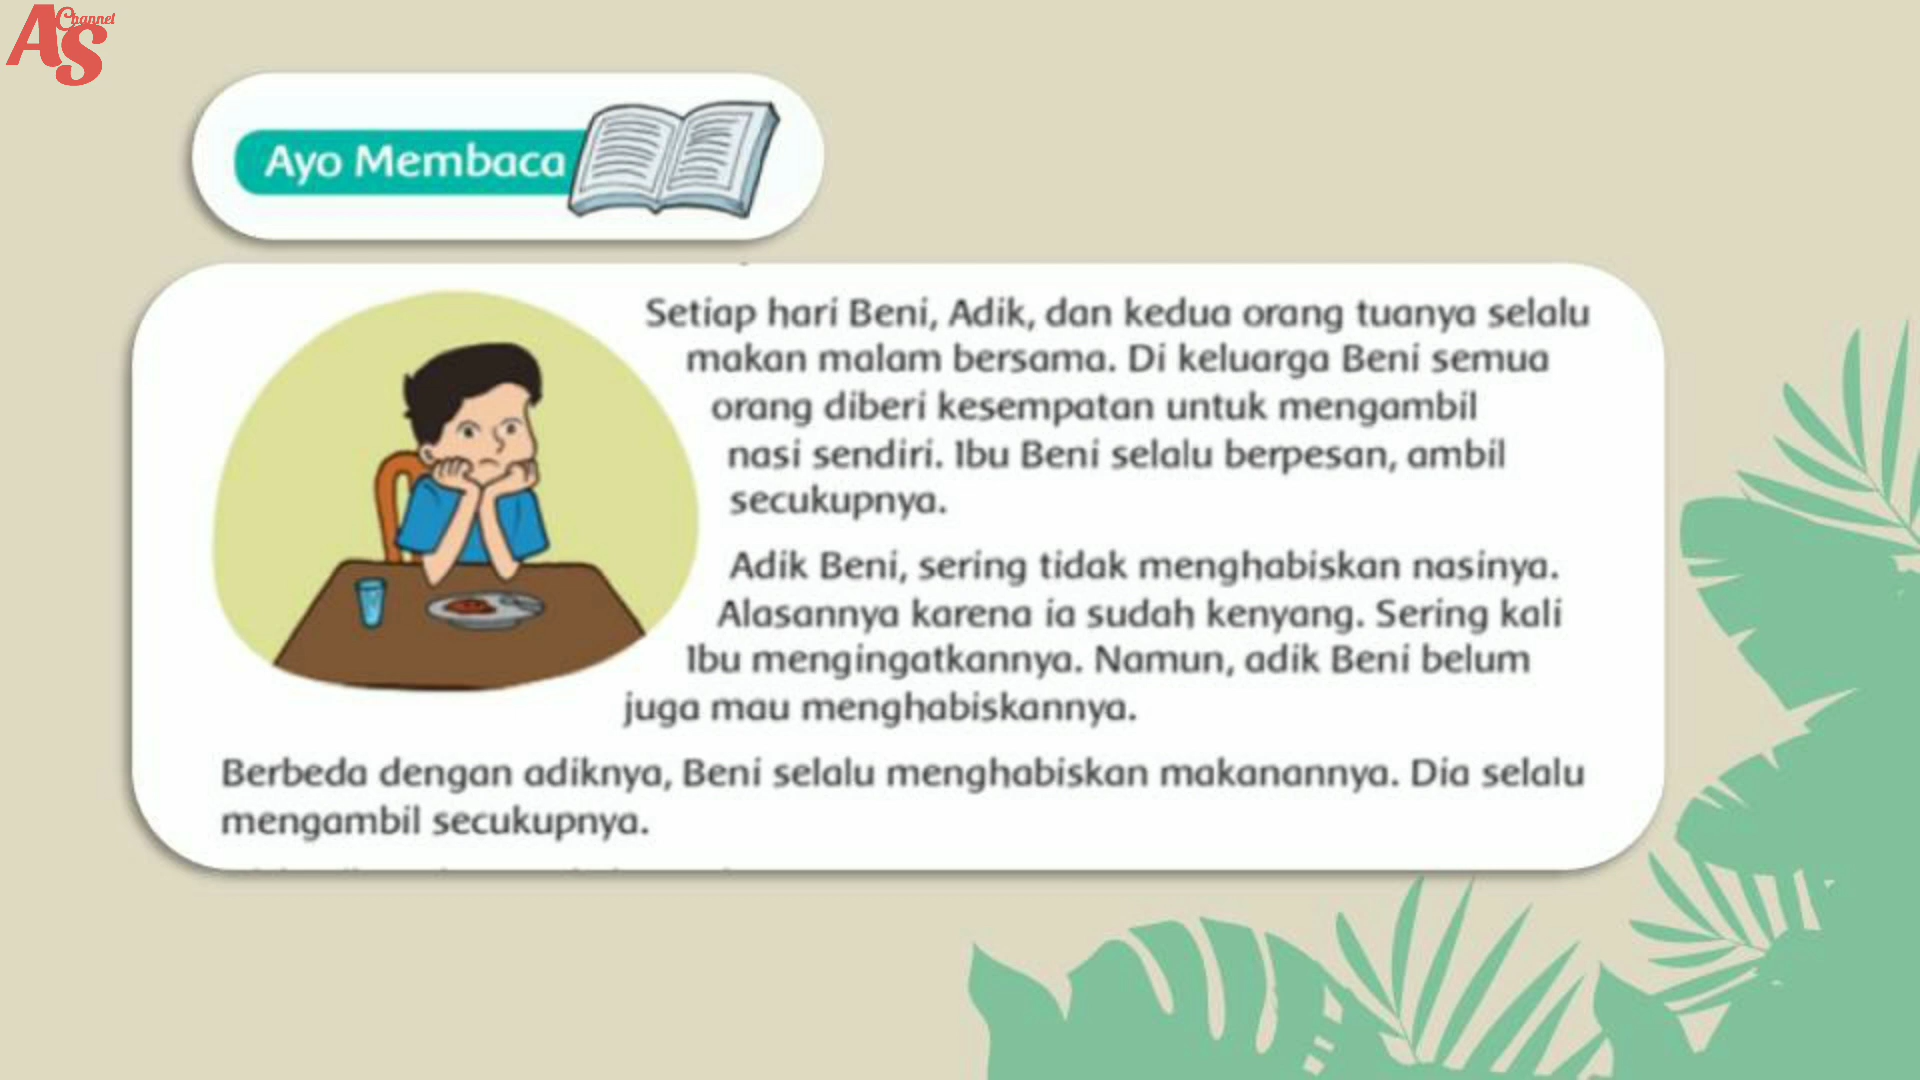 AS Channel
Ayo Membaca
Setiap hari Beni, Adik, dan kedua orang tuanya selalu
makan malam bersama. Di keluarga Beni semua
orang diberi kesempatan untuk mengambil
nasi sendiri. Ibu Beni selalu berpesan, ambil
secukupnya.
Adik Beni, sering tidak menghabiskan nasinya.
Alasannya karena ia sudah kenyang. Sering kali
Ibu mengingatkannya. Namun, adik Beni belum
juga mau menghabiskannya.
Berbeda dengan adiknya, Beni selalu menghabiskan makanannya. Dia selalu
mengambil secukupnya.